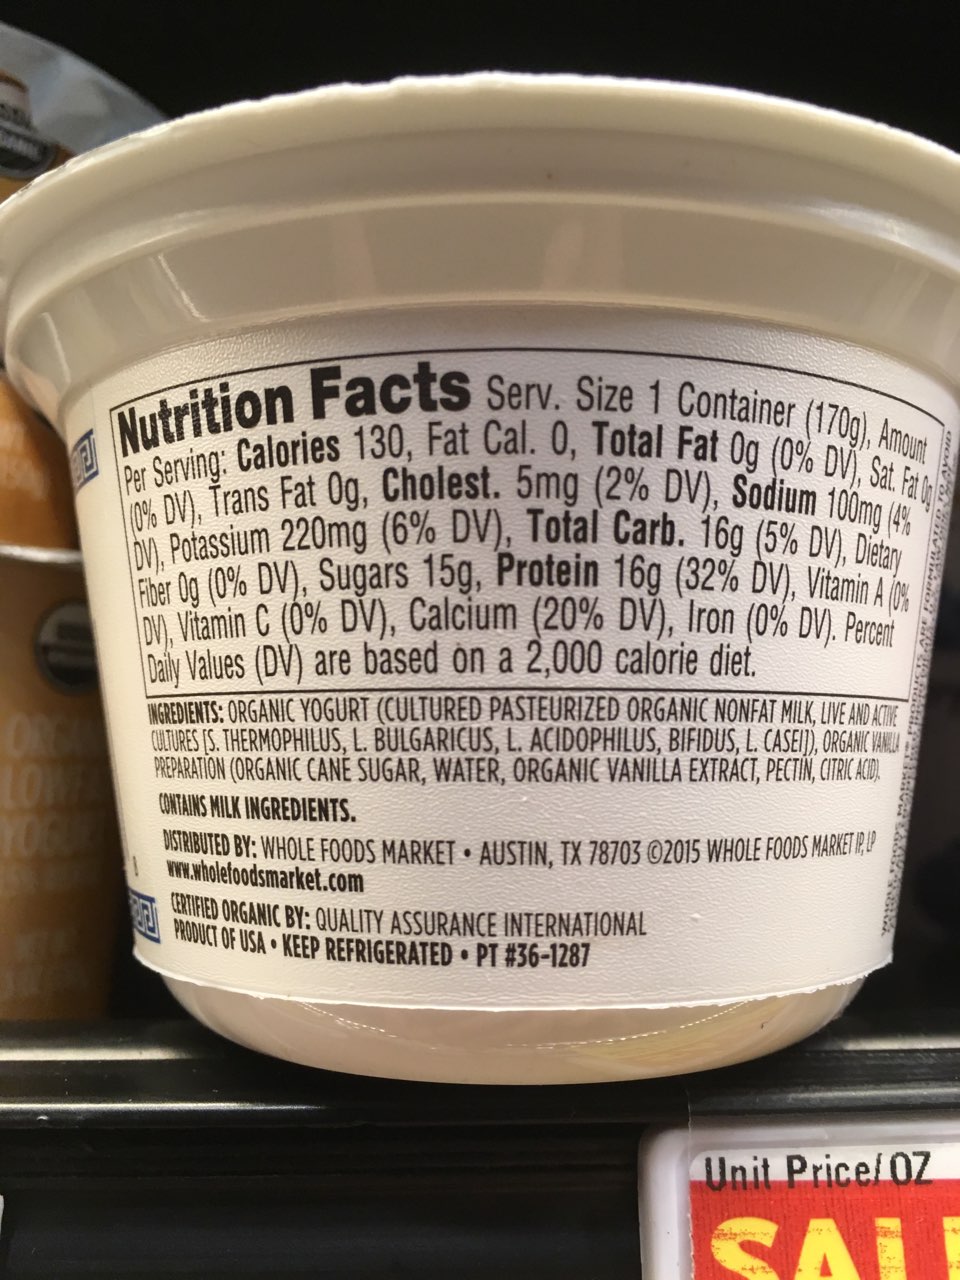 Nutrition Facts Serv. Size 1 Container (170g), Amount
Per Serving: Calories 130, Fat Cal. 0, Total Fat 0g (0% DV), Sat. Fat 0g
(0% DV), Trans Fat 0g, Cholest. 5mg (2% DV), Sodium 100mg (4%
DV), Potassium 220mg (6% DV), Total Carb. 16g (5% DV), Dietary
Fiber 0g (0% DV), Sugars 15g, Protein 16g (32% DV), Vitamin A (0%
DV), Vitamin C (0% DV), Calcium (20% DV), Iron (0% DV). Percent
Daily Values (DV) are based on a 2,000 calorie diet.
INGREDIENTS: ORGANIC YOGURT (CULTURED PASTEURIZED ORGANIC NONFAT MILK, LIVE AND ACTIVE
CULTURES [S. THERMOPHILUS, L. BULGARICUS, L. ACIDOPHILUS, BIFIDUS, L. CASEI]), ORGANIC VANILLA
PREPARATION (ORGANIC CANE SUGAR, WATER, ORGANIC VANILLA EXTRACT, PECTIN, CITRIC ACID).
CONTAINS MILK INGREDIENTS.
DISTRIBUTED BY: WHOLE FOODS MARKET • AUSTIN, TX 78703 ©2015 WHOLE FOODS MARKET IP, LP
www.wholefoodsmarket.com
CERTIFIED ORGANIC BY: QUALITY ASSURANCE INTERNATIONAL
PRODUCT OF USA • KEEP REFRIGERATED • PT #36-1287
PRODUCTS ARE FORMULATED TO AVOID
YOGUR
Unit Price/OZ
SAL